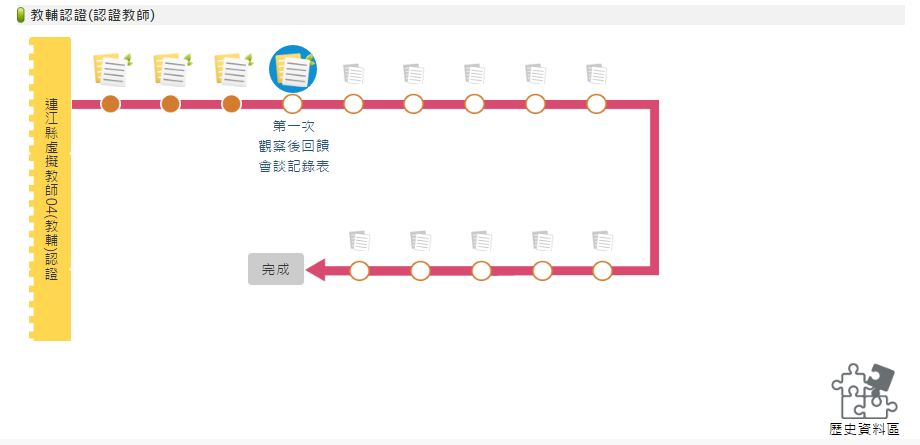 教輔認證(認證教師)
連江縣虛擬教師04(教輔)認證
第一次
觀察後回饋
會談記錄表
完成
歷史資料區